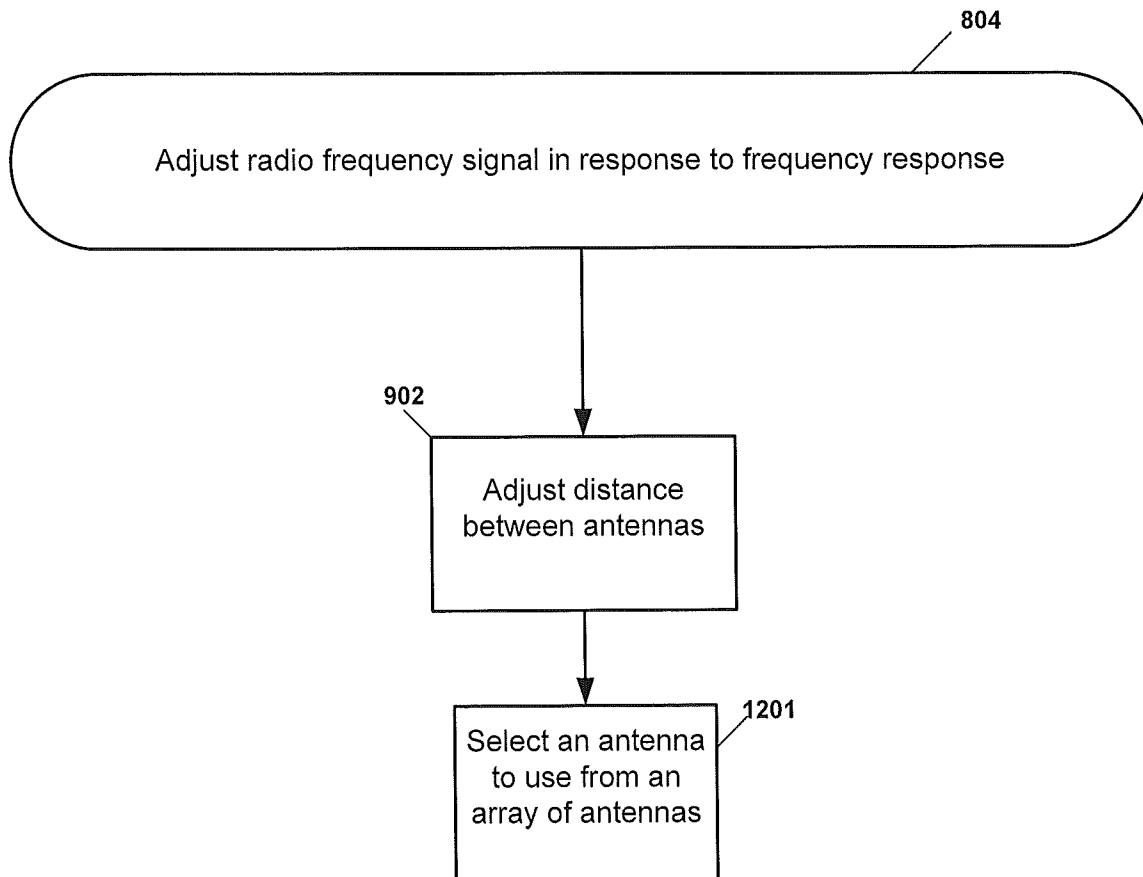 804
Adjust radio frequency signal in response to frequency response
902
Adjust distance
between antennas
1201
Select an antenna
to use from an
array of antennas